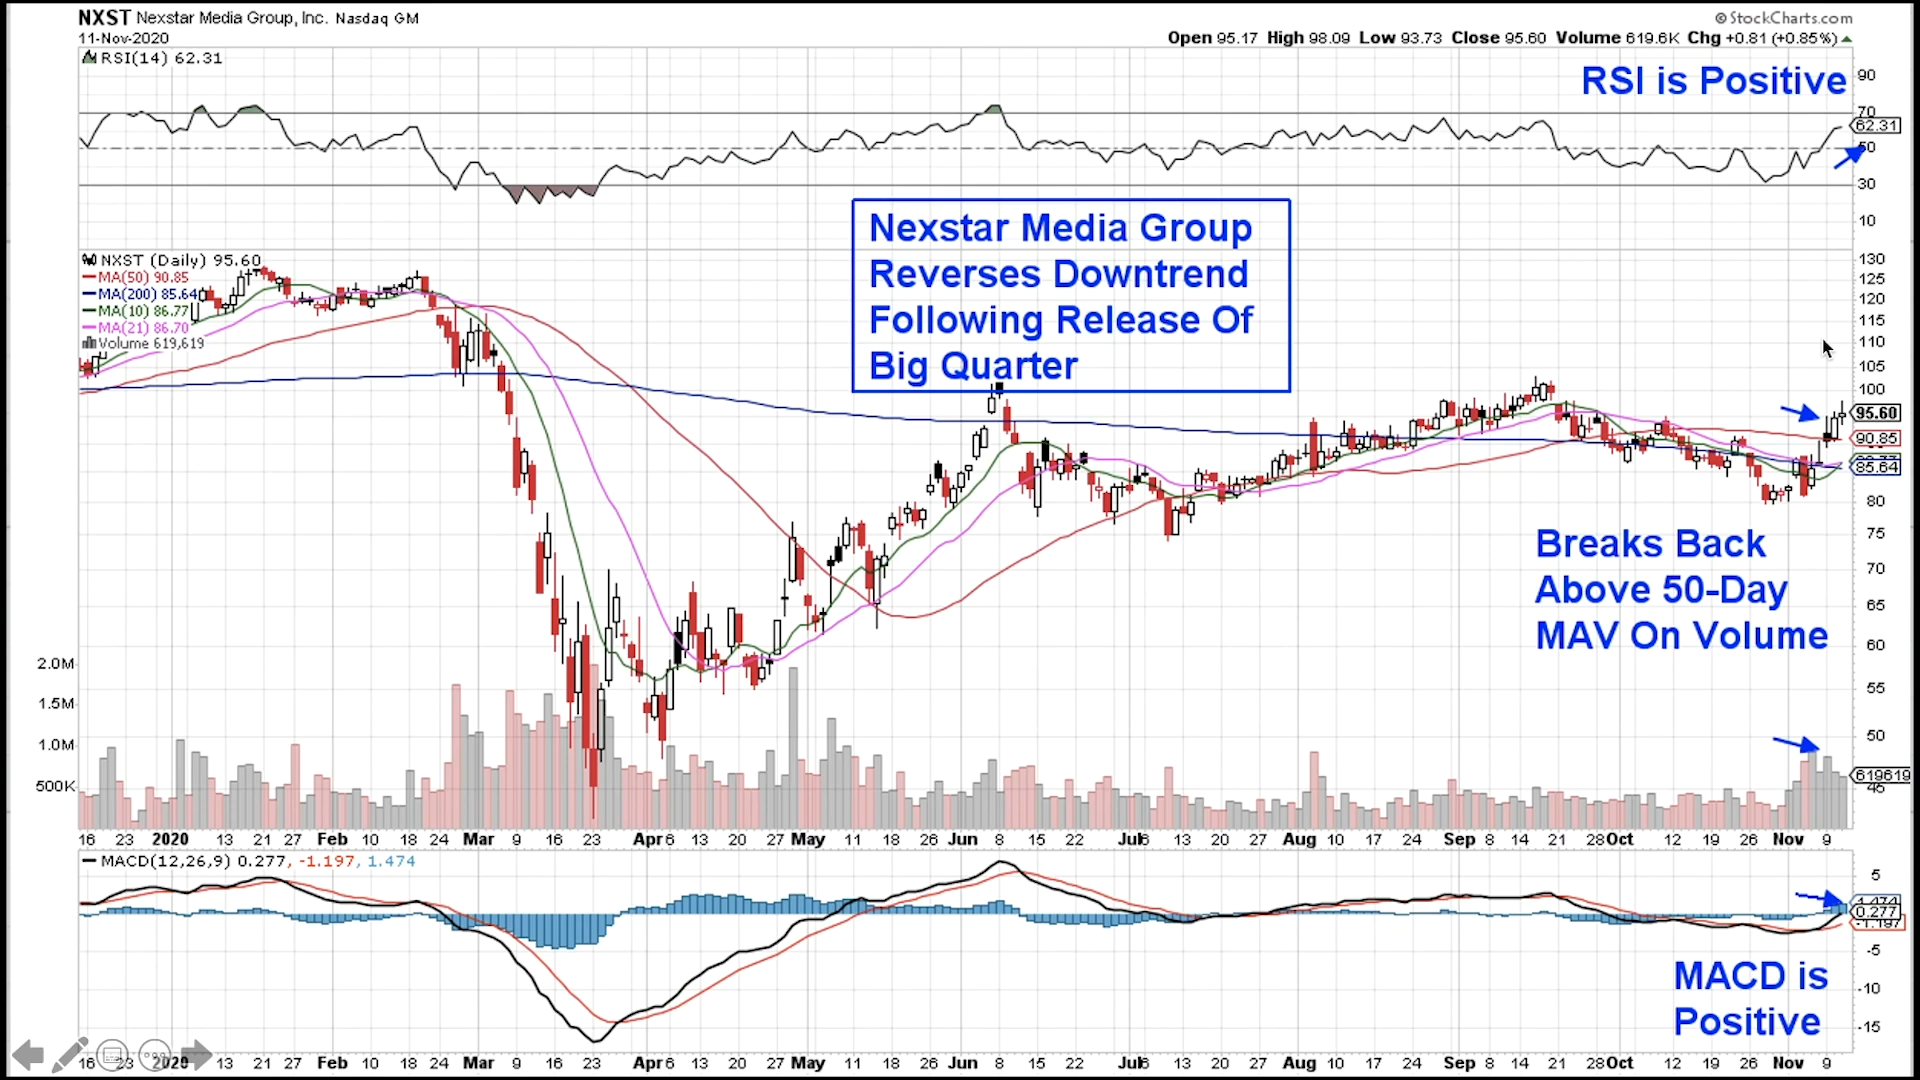 NXST Nexstar Media Group, Inc. Nasdaq GM
© StockCharts.com
11-Nov-2020
Open 95.17 High 98.09 Low 93.73 Close 95.60 Volume 619.6K Chg +0.81 (+0.85%)
RSI(14) 62.31
RSI is Positive
90
70
62.31
50
30
10
Nexstar Media Group
Reverses Downtrend
Following Release Of
Big Quarter
NXST (Daily) 95.60
MA(50) 90.85
MA(200) 85.64
MA(10) 86.77
MA(21) 86.70
Volume 619,619
130
125
120
115
110
105
100
95.60
90.85
85.64
80
75
70
65
60
55
50
619619
45
Breaks Back
Above 50-Day
MAV On Volume
2.0M
1.5M
1.0M
500K
16 23 2020 13 21 27 Feb 10 18 24 Mar 9 16 23 Apr 6 13 20 27 May 11 18 26 Jun 8 15 22 Jul 6 13 20 27 Aug 10 17 24 Sep 8 14 21 28 Oct 12 19 26 Nov 9
MACD(12,26,9) 0.277, -1.197, 1.474
5
1.474
0.277
-1.197
-5
-10
-15
MACD is
Positive
16 23 2020 13 21 27 Feb 10 18 24 Mar 9 16 23 Apr 6 13 20 27 May 11 18 26 Jun 8 15 22 Jul 6 13 20 27 Aug 10 17 24 Sep 8 14 21 28 Oct 12 19 26 Nov 9